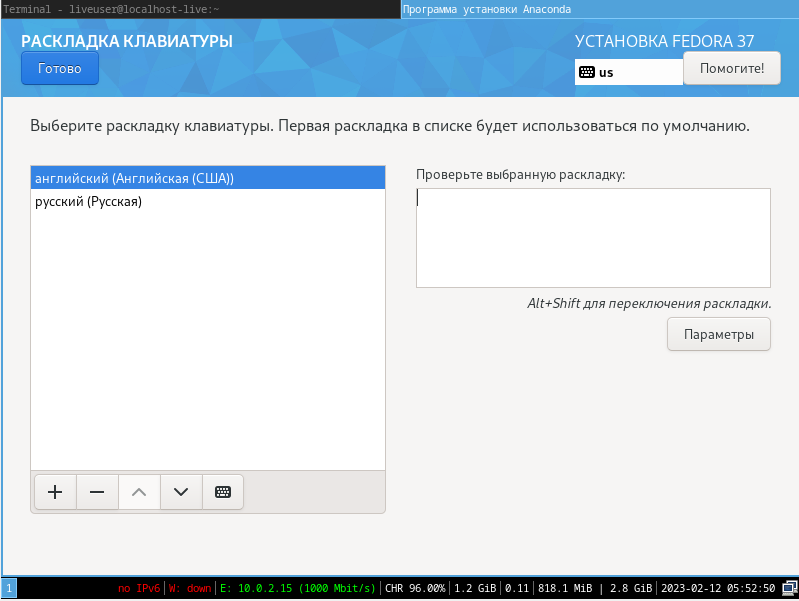 Terminal - liveuser@localhost-live:~
Программа установки Anaconda
РАСКЛАДКА КЛАВИАТУРЫ
УСТАНОВКА FEDORA 37
Готово
us
Помогите!
Выберите раскладку клавиатуры. Первая раскладка в списке будет использоваться по умолчанию.
английский (Английская (США))
русский (Русская)
Проверьте выбранную раскладку:
Alt+Shift для переключения раскладки.
Параметры
1
no IPv6|W: down|E: 10.0.2.15 (1000 Mbit/s)|CHR 96.00%|1.2 GiB|0.11|818.1 MiB | 2.8 GiB|2023-02-12 05:52:50